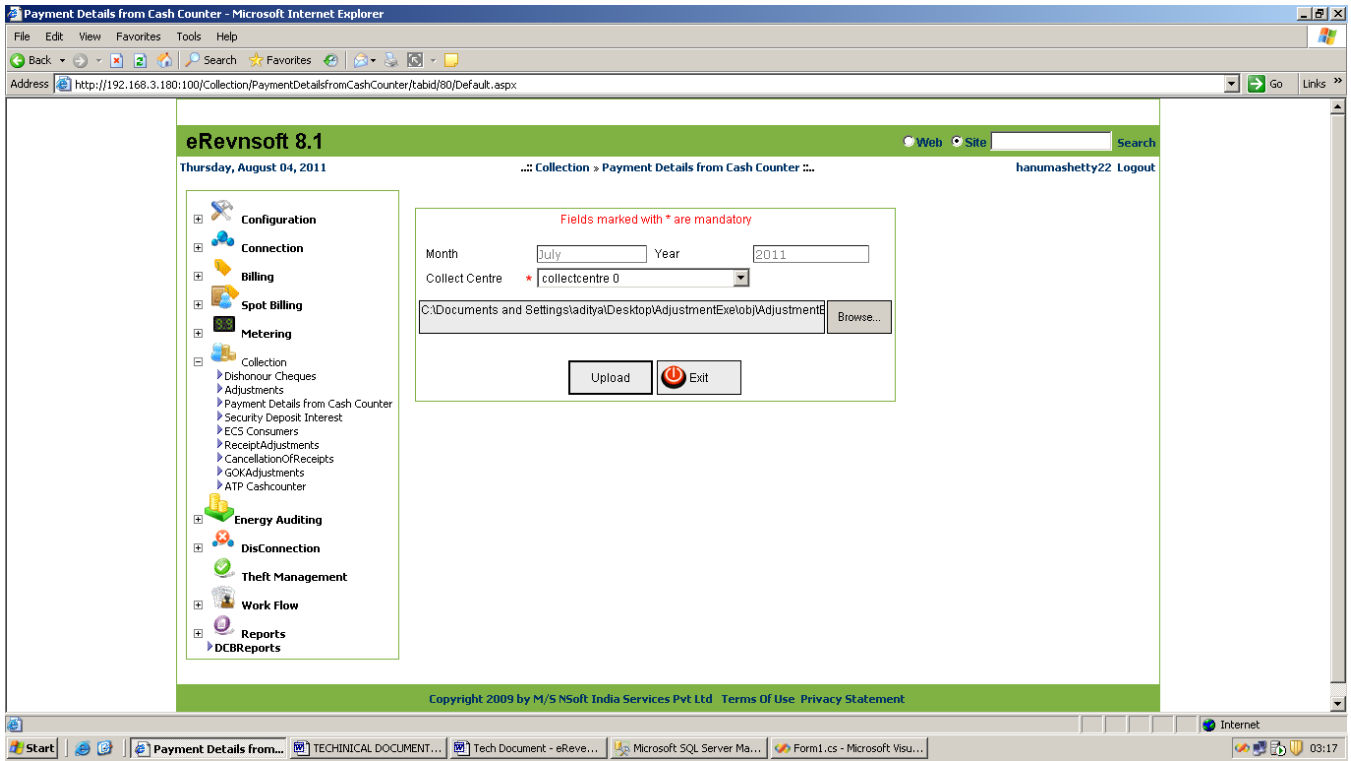 Payment Details from Cash Counter - Microsoft Internet Explorer
File Edit View Favorites Tools Help
Back Search Favorites
Address http://192.168.3.180:100/Collection/PaymentDetailsfromCashCounter/tabid/80/Default.aspx Go Links »
eRevnsoft 8.1 Web Site Search
Thursday, August 04, 2011 ..:: Collection » Payment Details from Cash Counter ::.. hanumashetty22 Logout
Configuration
Connection
Billing
Spot Billing
Metering
Collection
Dishonour Cheques
Adjustments
Payment Details from Cash Counter
Security Deposit Interest
ECS Consumers
ReceiptAdjustments
CancellationOfReceipts
GOKAdjustments
ATP Cashcounter
Energy Auditing
DisConnection
Theft Management
Work Flow
Reports
DCBReports
Fields marked with * are mandatory
Month July Year 2011
Collect Centre * collectcentre 0
C:\Documents and Settings\aditya\Desktop\AdjustmentExe\obj\AdjustmentE Browse...
Upload Exit
Copyright 2009 by M/S NSoft India Services Pvt Ltd Terms Of Use Privacy Statement
Internet
Start Payment Details from... TECHINICAL DOCUMENT... Tech Document - eReve... Microsoft SQL Server Ma... Form1.cs - Microsoft Visu... 03:17